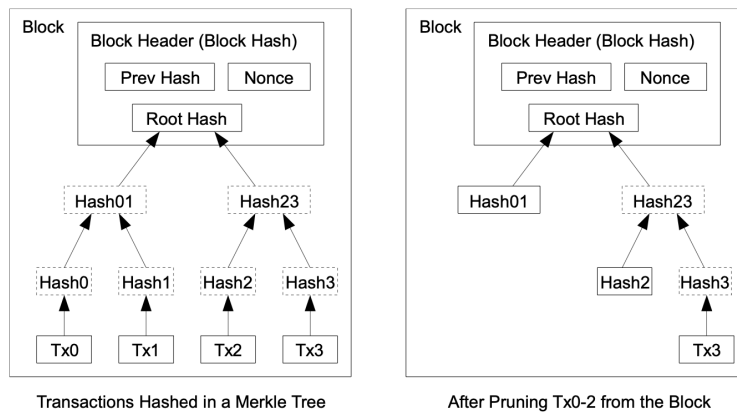 Block
Block Header (Block Hash)
Prev Hash
Nonce
Root Hash
Hash01
Hash23
Hash0
Hash1
Hash2
Hash3
Tx0
Tx1
Tx2
Tx3
Transactions Hashed in a Merkle Tree
Block
Block Header (Block Hash)
Prev Hash
Nonce
Root Hash
Hash01
Hash23
Hash2
Hash3
Tx3
After Pruning Tx0-2 from the Block